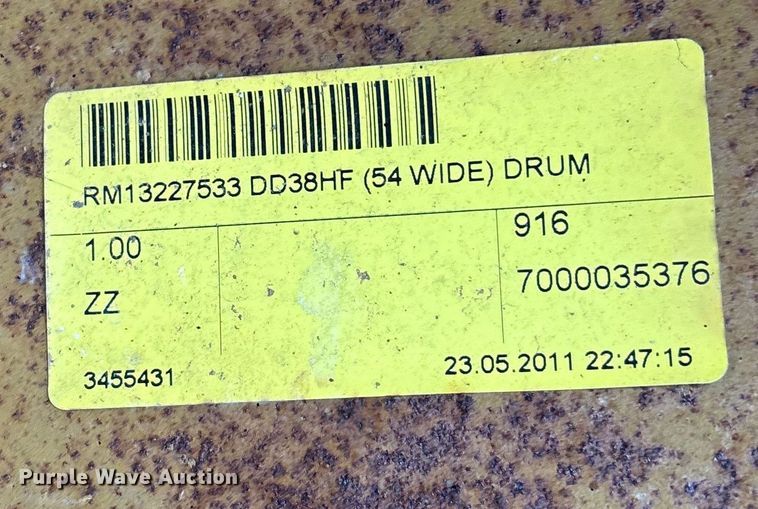 RM13227533 DD38HF (54 WIDE) DRUM
1.00
916
ZZ
7000035376
3455431
23.05.2011 22:47:15
Purple Wave Auction